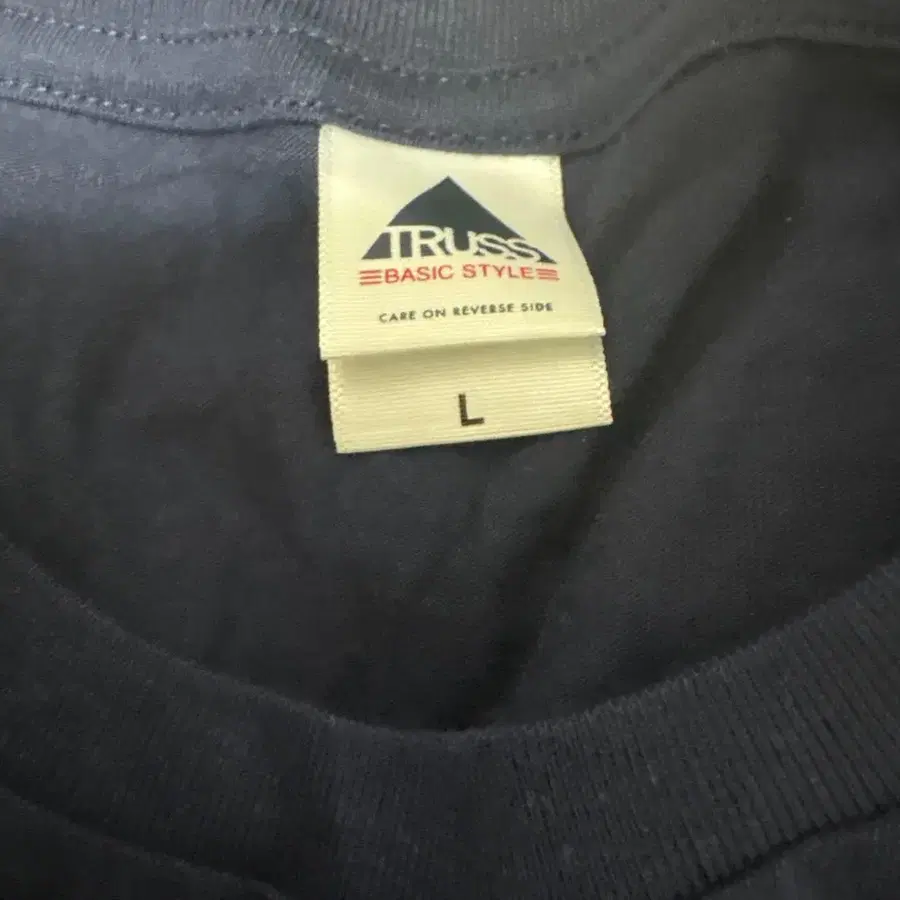 TRUSS
BASIC STYLE
CARE ON REVERSE SIDE
L